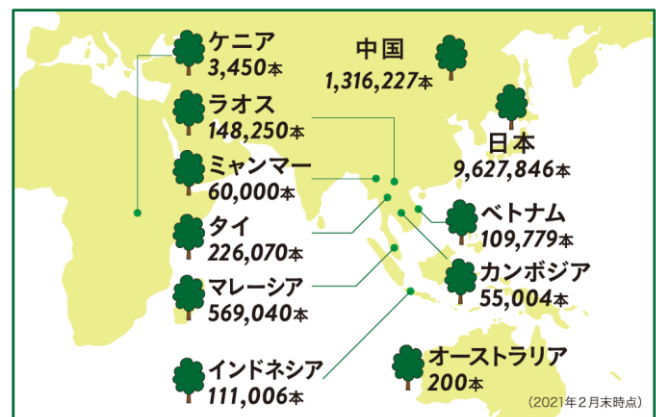 ケニア
3,450本
ラオス
148,250本
ミャンマー
60,000本
タイ
226,070本
マレーシア
569,040本
インドネシア
111,006本
中国
1,316,227本
日本
9,627,846本
ベトナム
109,779本
カンボジア
55,004本
オーストラリア
200本
(2021年2月末時点)